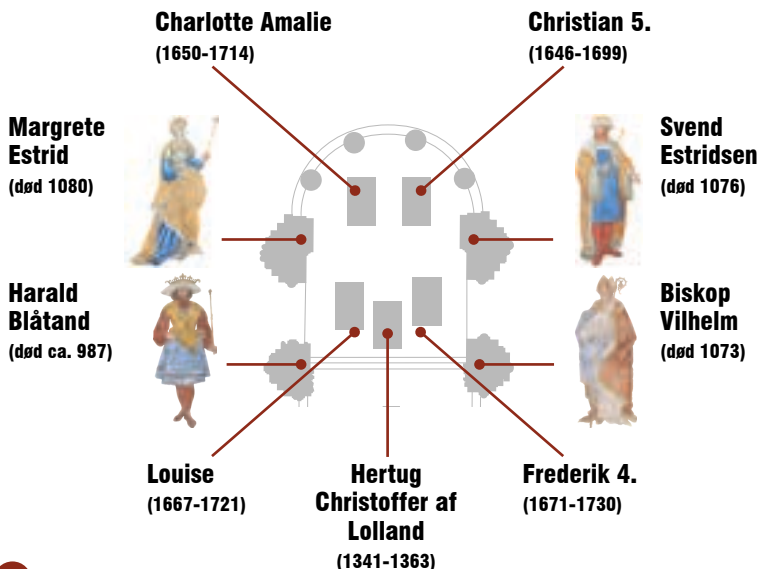 Charlotte Amalie
(1650-1714)
Christian 5.
(1646-1699)
Margrete
Estrid
(død 1080)
Svend
Estridsen
(død 1076)
Harald
Blåtand
(død ca. 987)
Biskop
Vilhelm
(død 1073)
Louise
(1667-1721)
Hertug
Christoffer af
Lolland
(1341-1363)
Frederik 4.
(1671-1730)